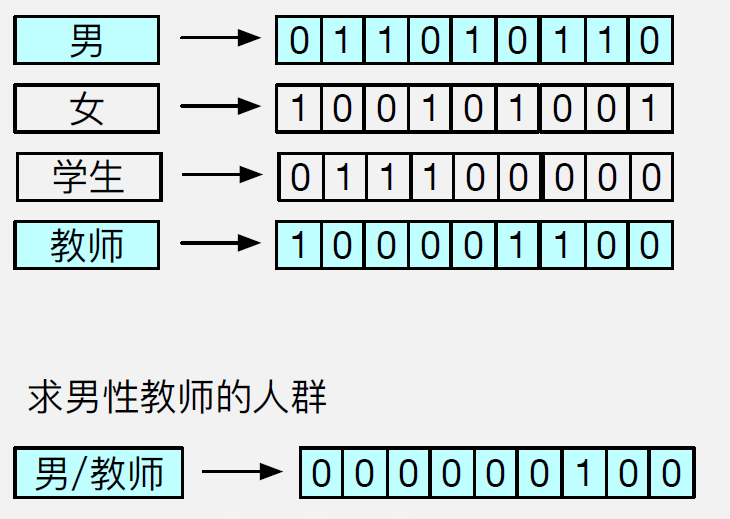 男 0 1 1 0 1 0 1 1 0
女 1 0 0 1 0 1 0 0 1
学生 0 1 1 1 0 0 0 0 0
教师 1 0 0 0 0 1 1 0 0
求男性教师的人群
男/教师 0 0 0 0 0 0 1 0 0